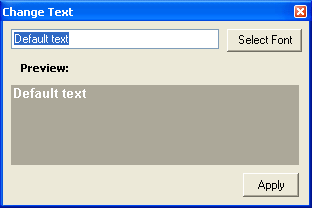 Change Text
Default text
Select Font
Preview:
Default text
Apply